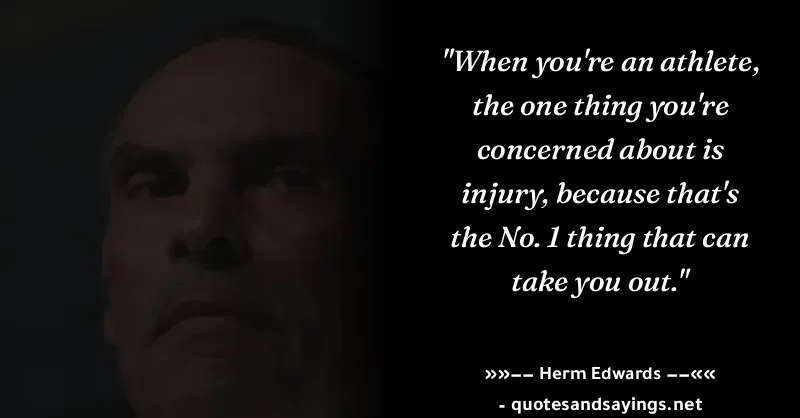 "When you're an athlete,
the one thing you're
concerned about is
injury, because that's
the No. 1 thing that can
take you out."
»»–– Herm Edwards ––««
- quotesandsayings.net